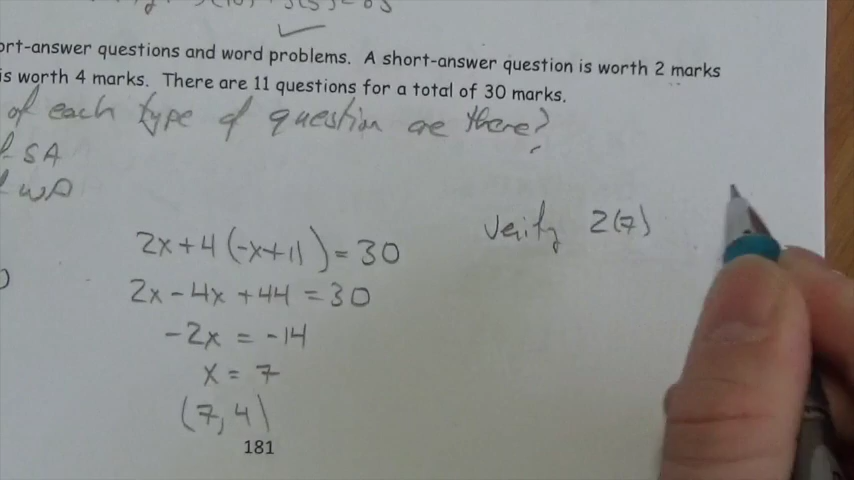 ort-answer questions and word problems. A short-answer question is worth 2 marks
is worth 4 marks. There are 11 questions for a total of 30 marks.
of each type of question are there?
SA
WP
Verify 2(7)
2x+4(-x+11)=30
2x-4x+44=30
-2x=-14
x=7
(7,4)
181